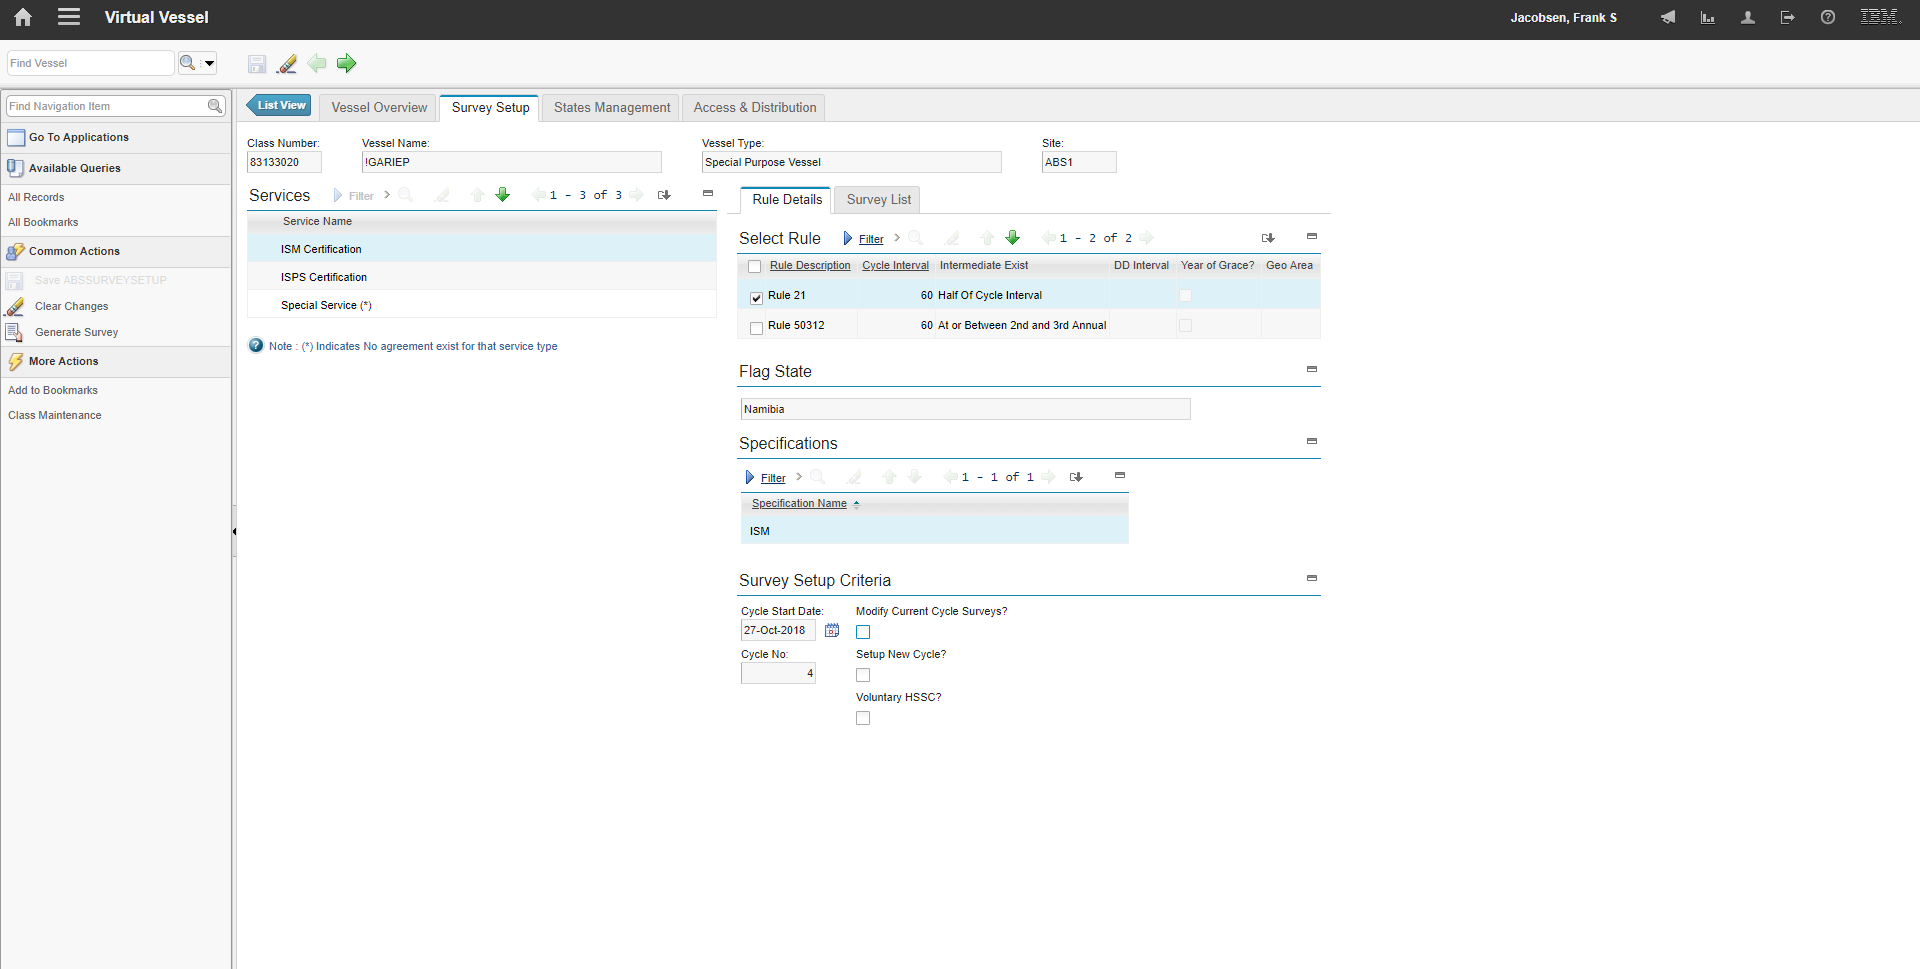 Virtual Vessel
Jacobsen, Frank S
IBM
Find Vessel
Find Navigation Item
Go To Applications
Available Queries
All Records
All Bookmarks
Common Actions
Save ABSSURVEYSETUP
Clear Changes
Generate Survey
More Actions
Add to Bookmarks
Class Maintenance
List View
Vessel Overview
Survey Setup
States Management
Access & Distribution
Class Number:
83133020
Vessel Name:
!GARIEP
Vessel Type:
Special Purpose Vessel
Site:
ABS1
Services
Filter
1 - 3 of 3
Service Name
ISM Certification
ISPS Certification
Special Service (*)
Note : (*) Indicates No agreement exist for that service type
Rule Details
Survey List
Select Rule
Filter
1 - 2 of 2
Rule Description Cycle Interval Intermediate Exist DD Interval Year of Grace? Geo Area
Rule 21 60 Half Of Cycle Interval
Rule 50312 60 At or Between 2nd and 3rd Annual
Flag State
Namibia
Specifications
Filter
1 - 1 of 1
Specification Name
ISM
Survey Setup Criteria
Cycle Start Date:
27-Oct-2018
Modify Current Cycle Surveys?
Cycle No:
4
Setup New Cycle?
Voluntary HSSC?